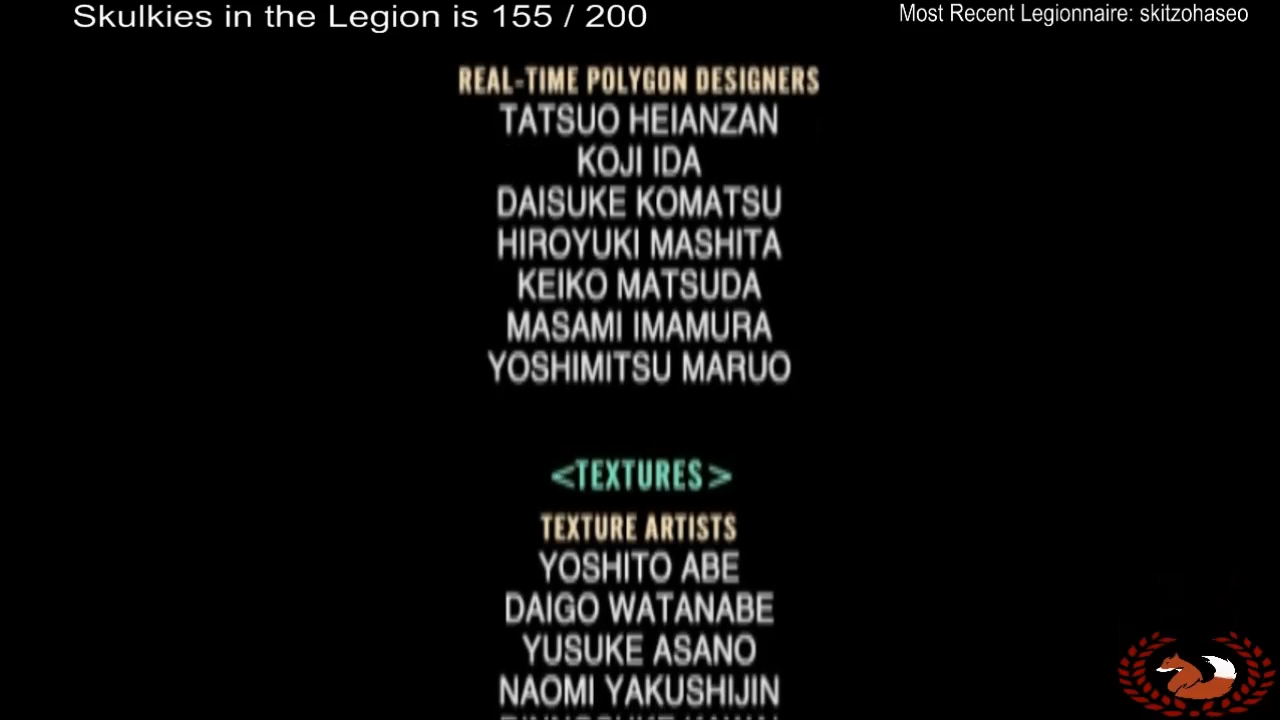 Skulkies in the Legion is 155 / 200
Most Recent Legionnaire: skitzohaseo
REAL-TIME POLYGON DESIGNERS
TATSUO HEIANZAN
KOJI IDA
DAISUKE KOMATSU
HIROYUKI MASHITA
KEIKO MATSUDA
MASAMI IMAMURA
YOSHIMITSU MARUO
<TEXTURES>
TEXTURE ARTISTS
YOSHITO ABE
DAIGO WATANABE
YUSUKE ASANO
NAOMI YAKUSHIJIN